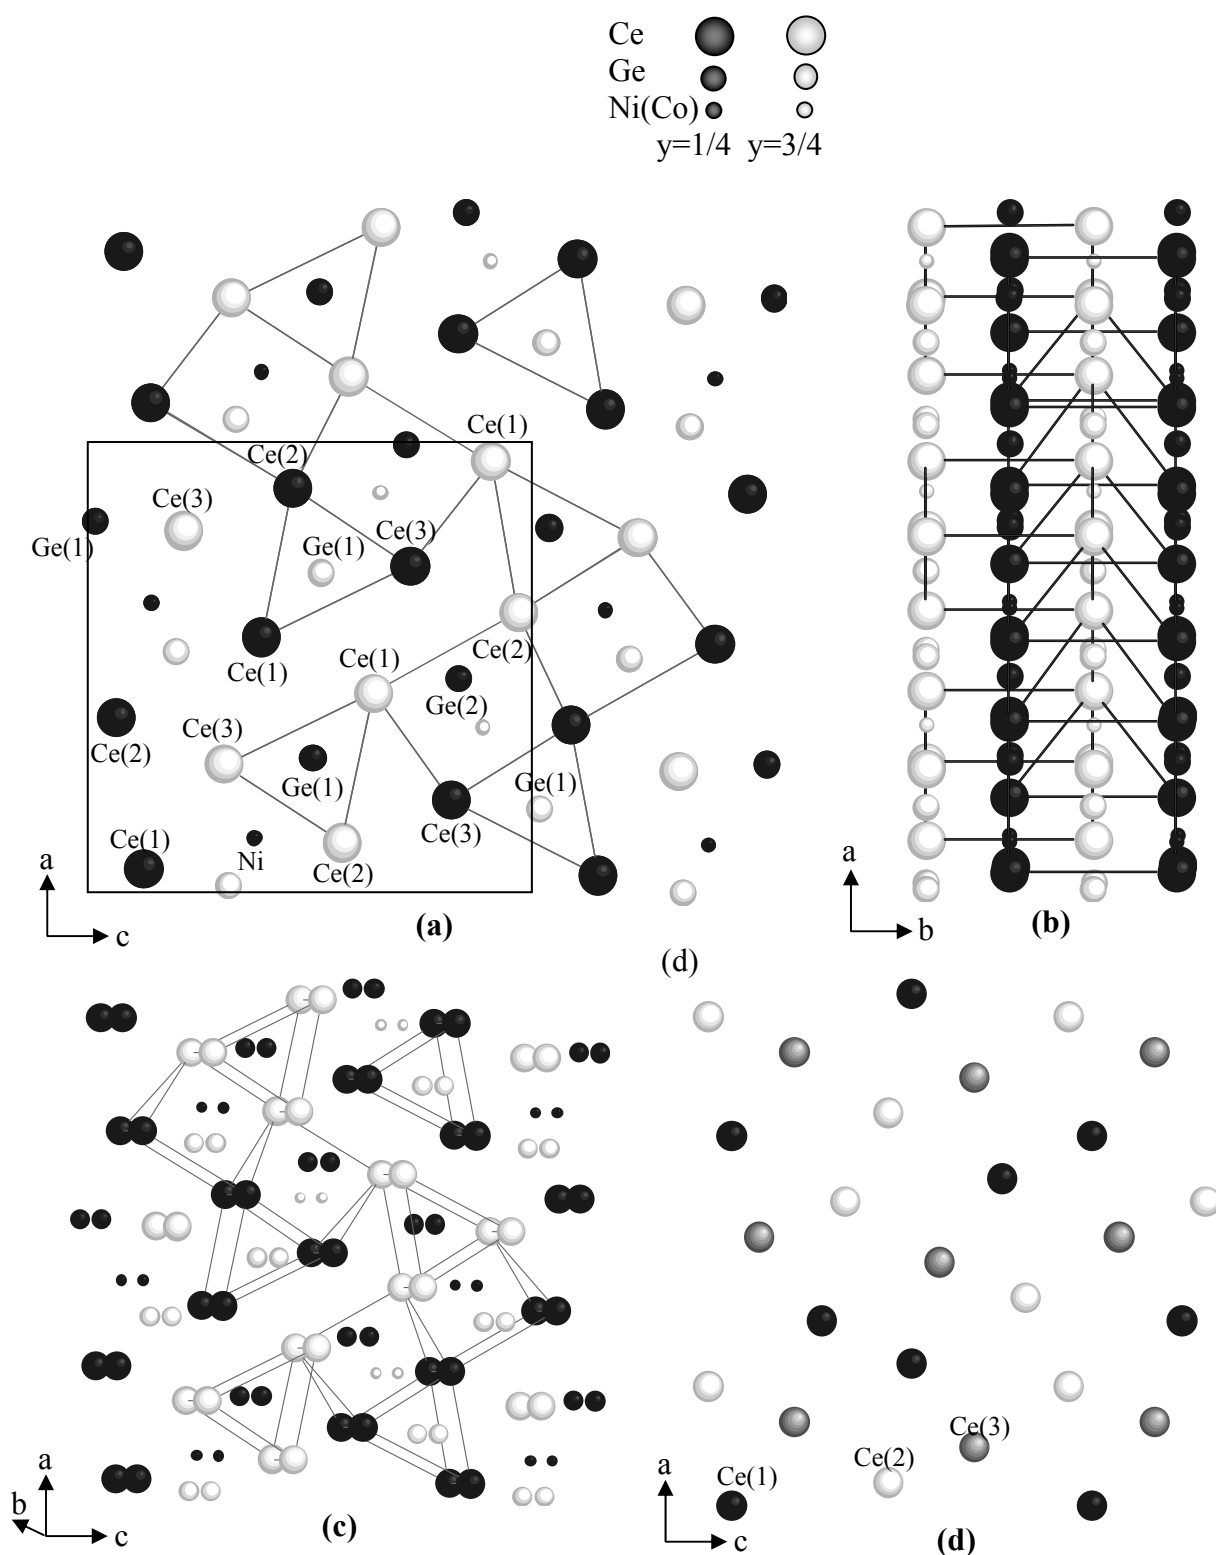 Ce
Ge
Ni(Co)
y=1/4 y=3/4
Ce(1)
Ce(2)
Ce(3)
Ce(3)
Ge(1)
Ge(1)
Ce(1)
Ce(1)
Ce(2)
Ge(2)
Ce(2)
Ce(3)
Ge(1)
Ge(1)
Ce(3)
Ce(1)
Ni
Ce(2)
a
c
(a)
a
b
(b)
(d)
a
b
c
(c)
Ce(3)
Ce(2)
Ce(1)
a
c
(d)